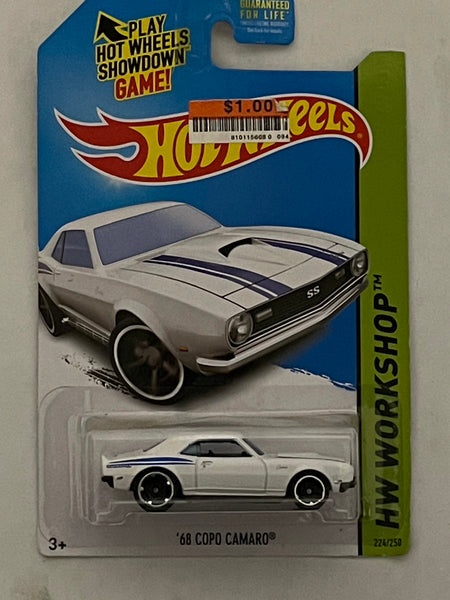 GUARANTEED
FOR LIFE*
PLAY
HOT WHEELS
SHOWDOWN™
GAME!
$1.00
Hot Wheels
SS
HW WORKSHOP™
'68 COPO CAMARO®
3+
224/250